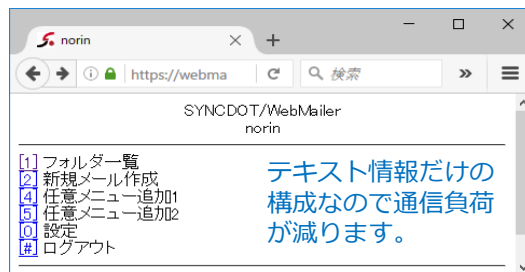 norin
https://webma
検索
SYNCDOT/WebMailer
norin
[1] フォルダ一覧
[2] 新規メール作成
[4] 任意メニュー追加1
[5] 任意メニュー追加2
[0] 設定
[#] ログアウト
テキスト情報だけの
構成なので通信負荷
が減ります。